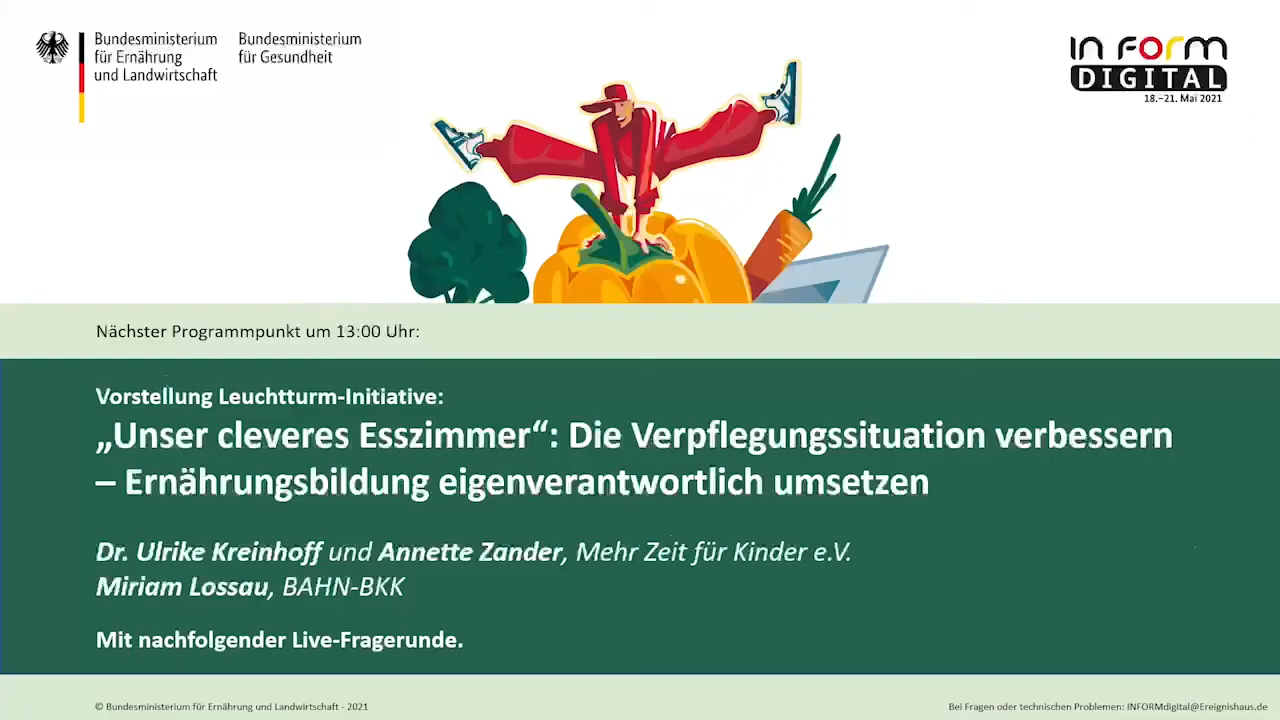 Bundesministerium
für Ernährung
und Landwirtschaft
Bundesministerium
für Gesundheit
IN FORM
DIGITAL
18.–21. Mai 2021
Nächster Programmpunkt um 13:00 Uhr:
Vorstellung Leuchtturm-Initiative:
„Unser cleveres Esszimmer“: Die Verpflegungssituation verbessern
– Ernährungsbildung eigenverantwortlich umsetzen
Dr. Ulrike Kreinhoff und Annette Zander, Mehr Zeit für Kinder e.V.
Miriam Lossau, BAHN-BKK
Mit nachfolgender Live-Fragerunde.
© Bundesministerium für Ernährung und Landwirtschaft - 2021
Bei Fragen oder technischen Problemen: INFORMdigital@Ereignishaus.de